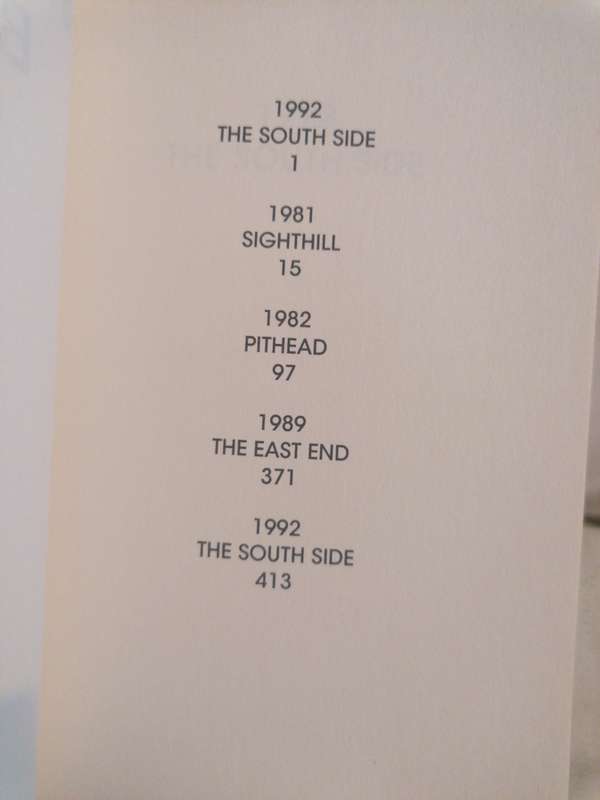 1992
THE SOUTH SIDE
1
1981
SIGHTHILL
15
1982
PITHEAD
97
1989
THE EAST END
371
1992
THE SOUTH SIDE
413